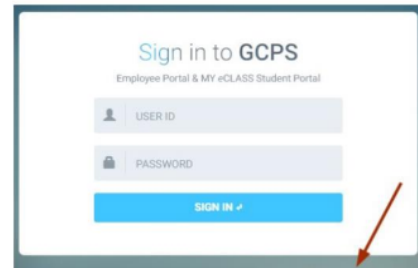 Sign in to GCPS
Employee Portal & MY eCLASS Student Portal
USER ID
PASSWORD
SIGN IN